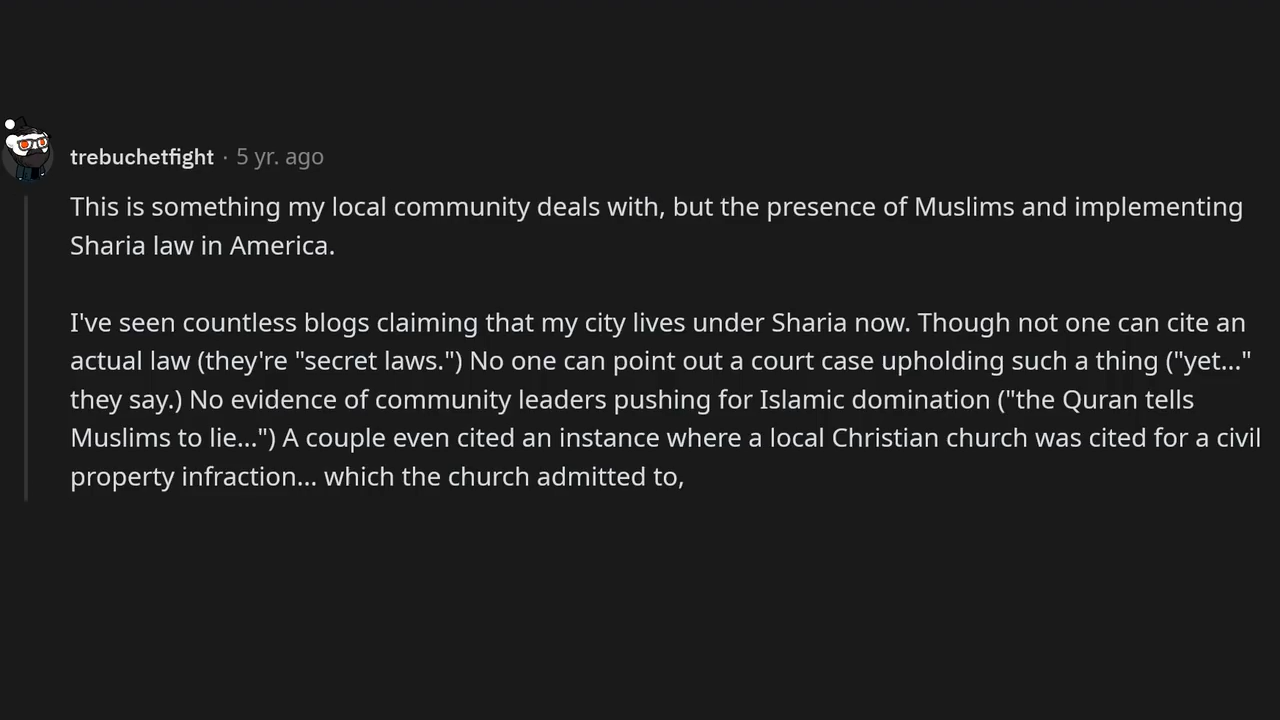 trebuchetfight · 5 yr. ago
This is something my local community deals with, but the presence of Muslims and implementing
Sharia law in America.
I've seen countless blogs claiming that my city lives under Sharia now. Though not one can cite an
actual law (they're "secret laws.") No one can point out a court case upholding such a thing ("yet..."
they say.) No evidence of community leaders pushing for Islamic domination ("the Quran tells
Muslims to lie...") A couple even cited an instance where a local Christian church was cited for a civil
property infraction... which the church admitted to,